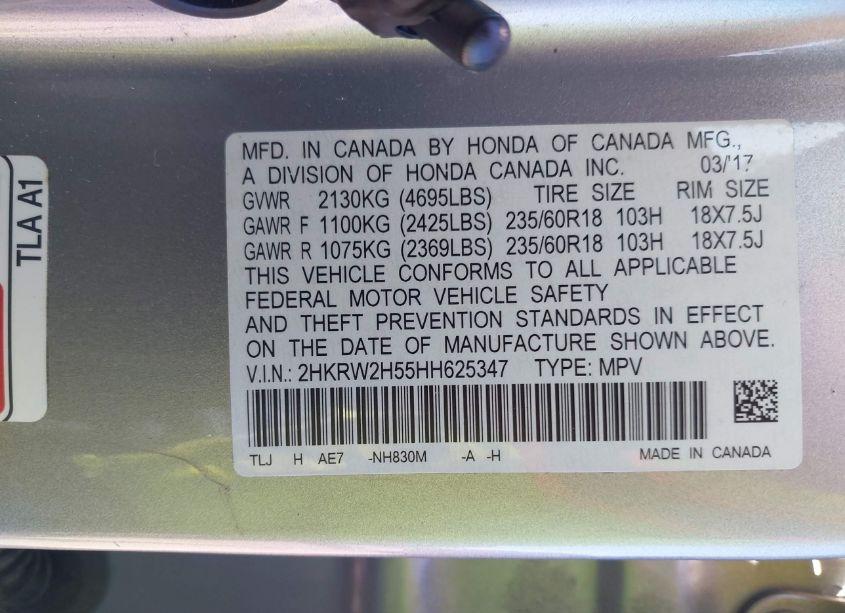 MFD. IN CANADA BY HONDA OF CANADA MFG.,
A DIVISION OF HONDA CANADA INC. 03/'17
GVWR 2130KG (4695LBS) TIRE SIZE RIM SIZE
GAWR F 1100KG (2425LBS) 235/60R18 103H 18X7.5J
GAWR R 1075KG (2369LBS) 235/60R18 103H 18X7.5J
THIS VEHICLE CONFORMS TO ALL APPLICABLE
FEDERAL MOTOR VEHICLE SAFETY
AND THEFT PREVENTION STANDARDS IN EFFECT
ON THE DATE OF MANUFACTURE SHOWN ABOVE.
V.I.N.: 2HKRW2H55HH625347 TYPE: MPV
TLJ H AE7 -NH830M -A -H MADE IN CANADA
TLA A1